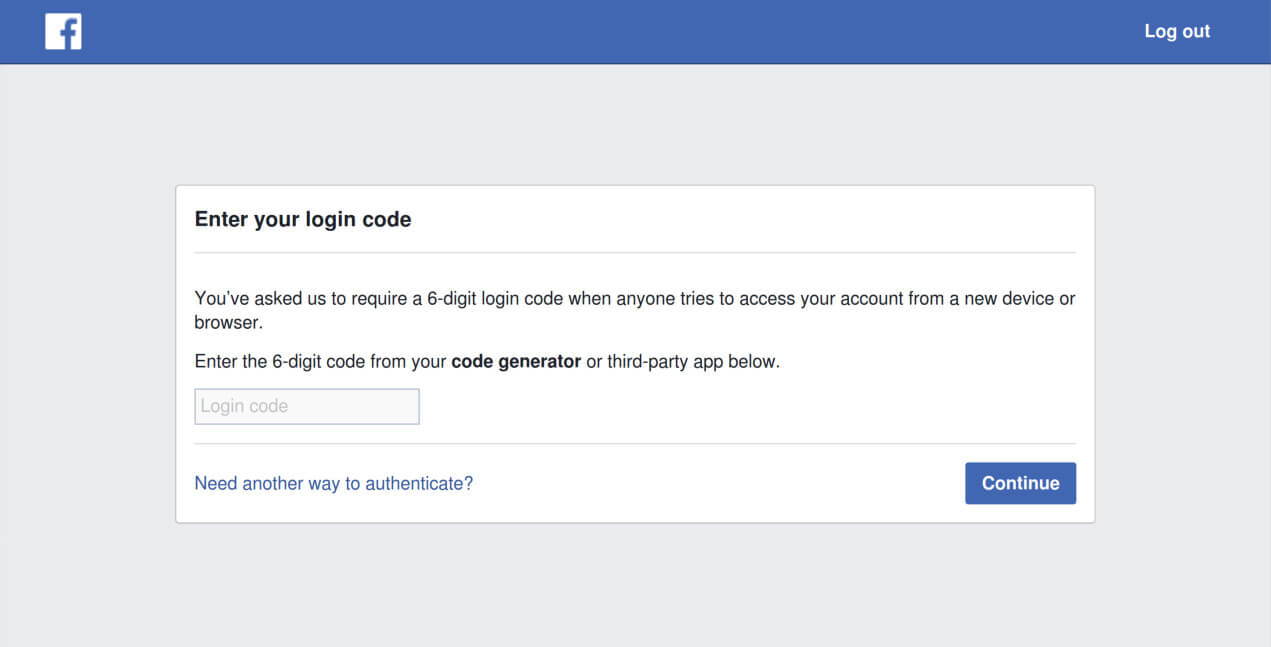 Log out
Enter your login code
You’ve asked us to require a 6-digit login code when anyone tries to access your account from a new device or
browser.
Enter the 6-digit code from your code generator or third-party app below.
Login code
Need another way to authenticate?
Continue